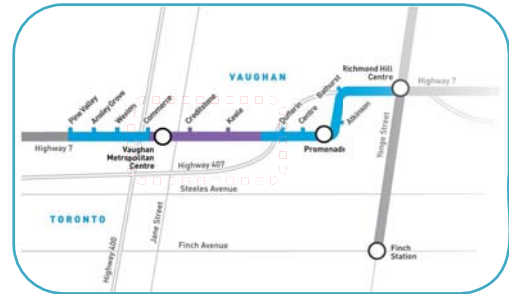 Richmond Hill
Centre
Highway 7
VAUGHAN
Bathurst
Pine Valley
Ansley Grove
Weston
Commerce
Creditstone
Keele
Dufferin
Centre
Atkinson
Promenade
Highway 7
Vaughan
Metropolitan
Centre
Highway 407
Yonge Street
Steeles Avenue
TORONTO
Jane Street
Highway 400
Finch Avenue
Finch
Station